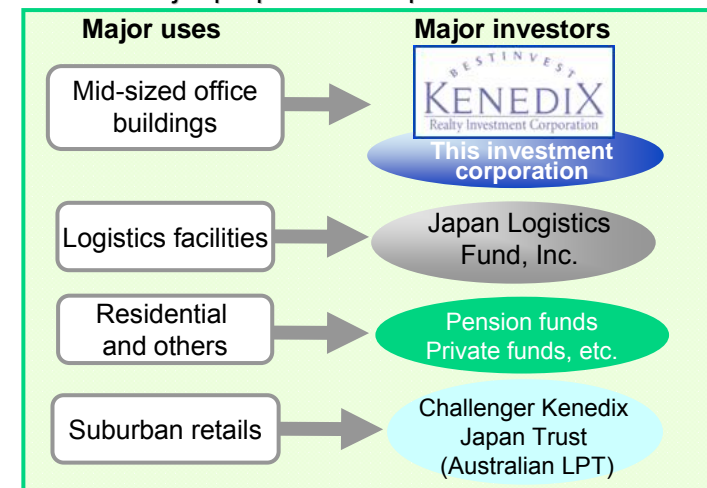 Major uses
Major investors
Mid-sized office
buildings
BESTINVEST
KENEDIX
Realty Investment Corporation
This investment
corporation
Logistics facilities
Japan Logistics
Fund, Inc.
Residential
and others
Pension funds
Private funds, etc.
Suburban retails
Challenger Kenedix
Japan Trust
(Australian LPT)